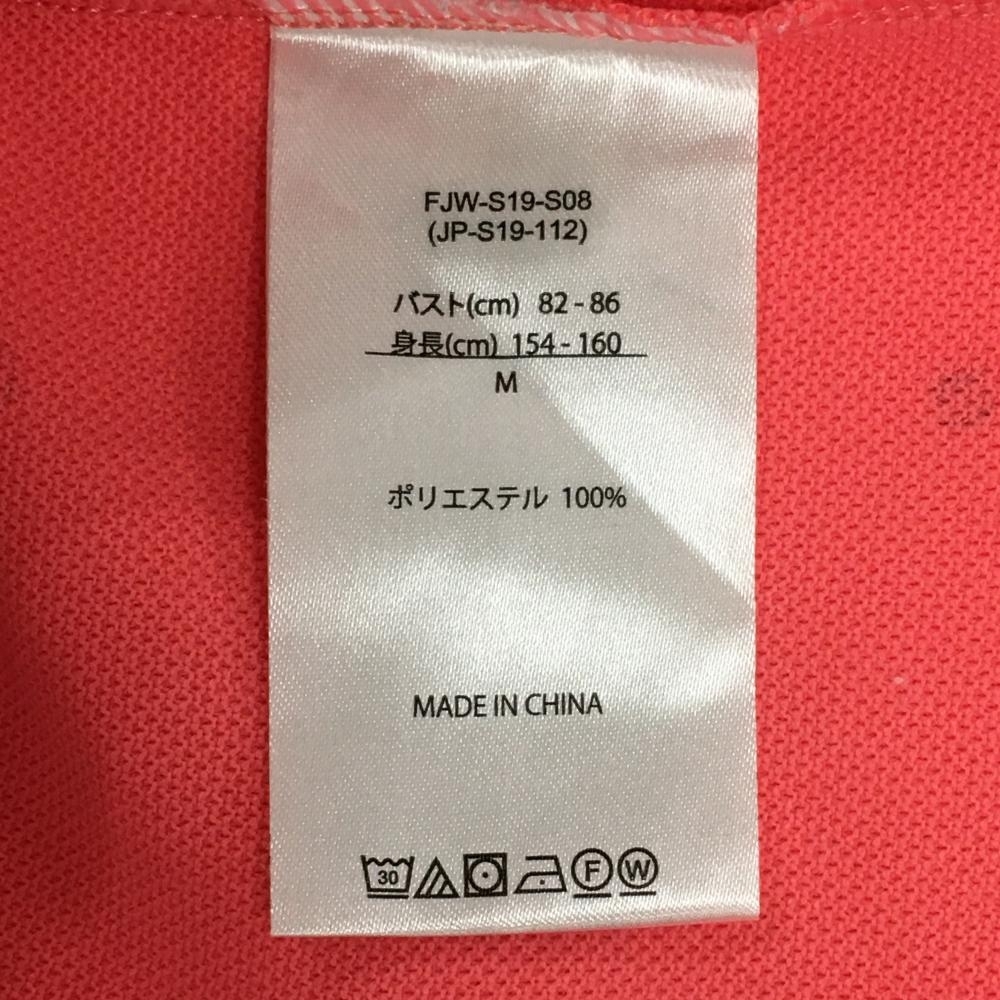 FJW-S19-S08
(JP-S19-112)
バスト(cm) 82 - 86
身長(cm) 154 - 160
M
ポリエステル 100%
MADE IN CHINA
30 F W